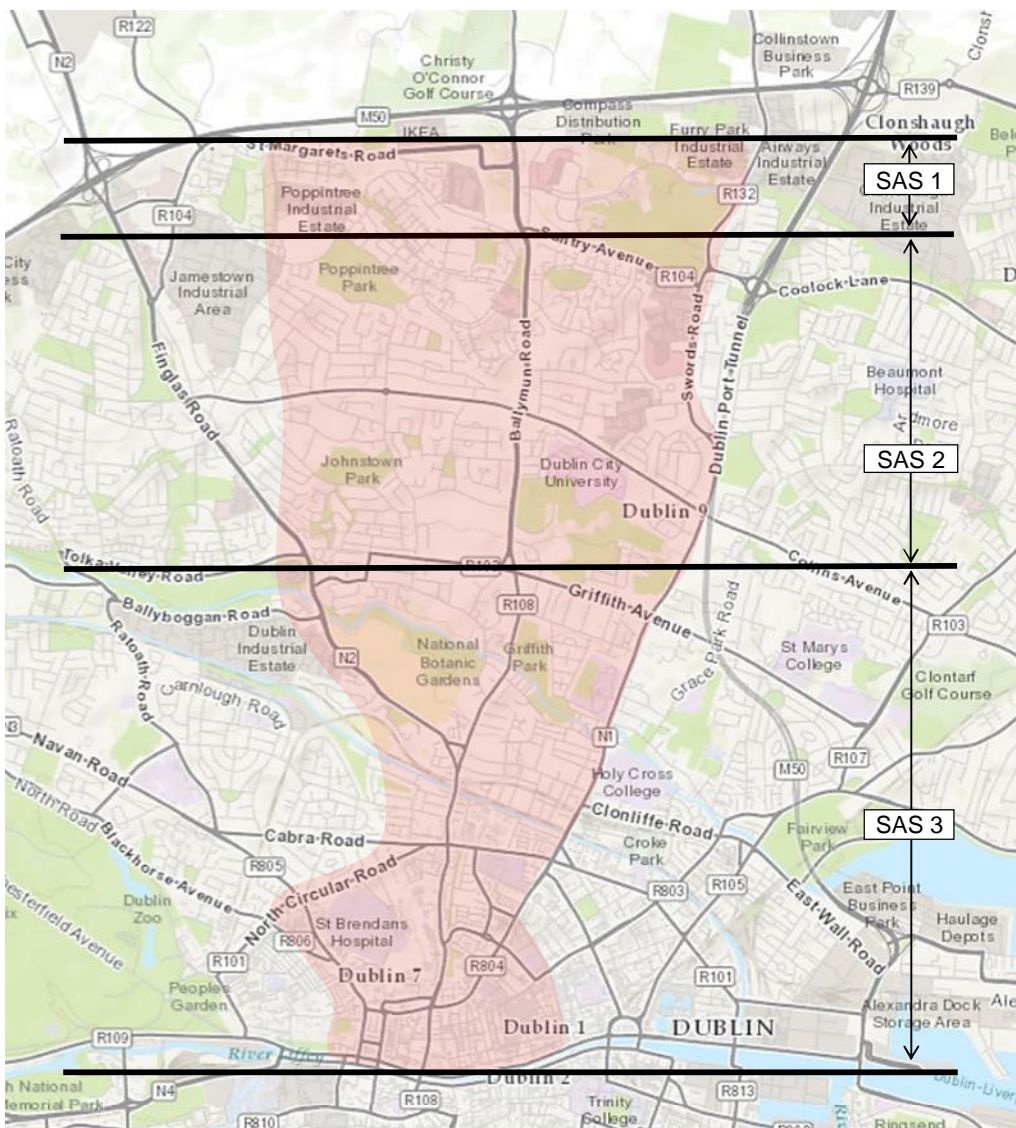 R122
N2
Christy
O'Connor
Golf Course
Collinstown
Business
Park
M50
R139
IKEA
Compass
Distribution
Clonshaugh
Woods
St-Margarets-Road
Furry Park
Industrial
Estate
Airways
Industrial
Estate
SAS 1
Poppintree
Industrial
Estate
R132
R104
Industrial
Estate
City
Santry-Avenue
Jamestown
Industrial
Area
Poppintree
Park
R104
Coolock-Lane
Swords-Road
Finglas-Road
Ballymun-Road
Dublin-Port-Tunnel
Beaumont
Hospital
Ardmore
Ratoath Road
Johnstown
Park
Dublin City
University
SAS 2
Dublin 9
Tolka-Valley-Road
Collins-Avenue
Ballyboggan-Road
R108
Griffith-Avenue
R103
Dublin
Industrial
Estate
N2
National
Botanic
Gardens
Griffith
Park
Grace Park Road
St Marys
College
Clontarf
Golf Course
Ratoath-Road
Carnlough Road
N3
N1
Navan-Road
Holy Cross
College
M50
R107
North-Road
Blackhorse-Avenue
Cabra-Road
Clonliffe-Road
Croke
Park
Fairview
Park
SAS 3
R805
R803
R105
North-Circular-Road
Dublin
Zoo
St Brendans
Hospital
East Point
Business
Park
East-Wall-Road
Haulage
Depots
R806
R101
R804
R101
Dublin 7
Peoples
Garden
Alexandra Dock
Storage Area
R109
Dublin 1
DUBLIN
River Liffey
Dublin 2
N4
R108
R813
R810
Trinity
College
Ringsend